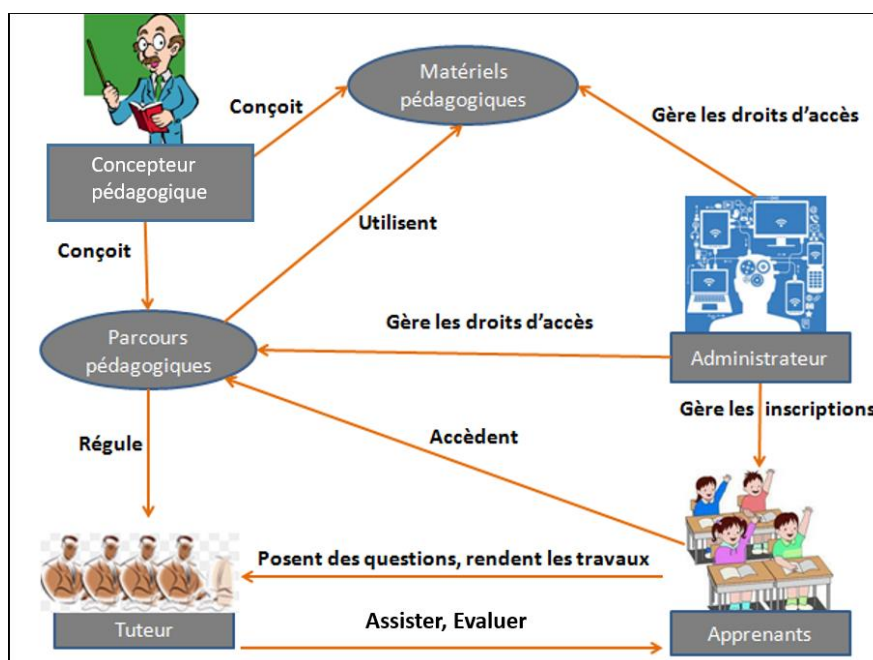 Matériels
pédagogiques
Conçoit
Gère les droits d’accès
Concepteur
pédagogique
Utilisent
Conçoit
Gère les droits d’accès
Parcours
pédagogiques
Administrateur
Gère les inscriptions
Accèdent
Régule
Posent des questions, rendent les travaux
Assister, Evaluer
Tuteur
Apprenants